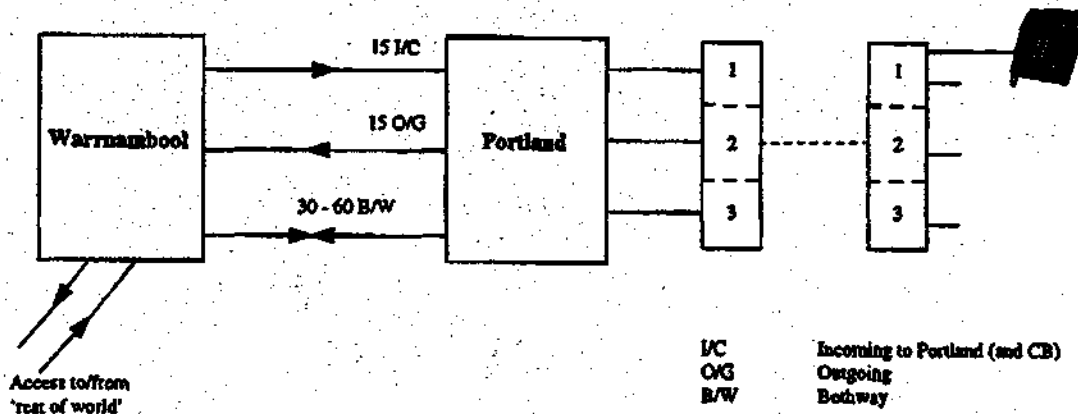 15 I/C
Warrnambool
15 O/G
Portland
30 - 60 B/W
1
2
3
1
2
3
Access to/from
'rest of world'
I/C Incoming to Portland (and CB)
O/G Outgoing
B/W Bothway